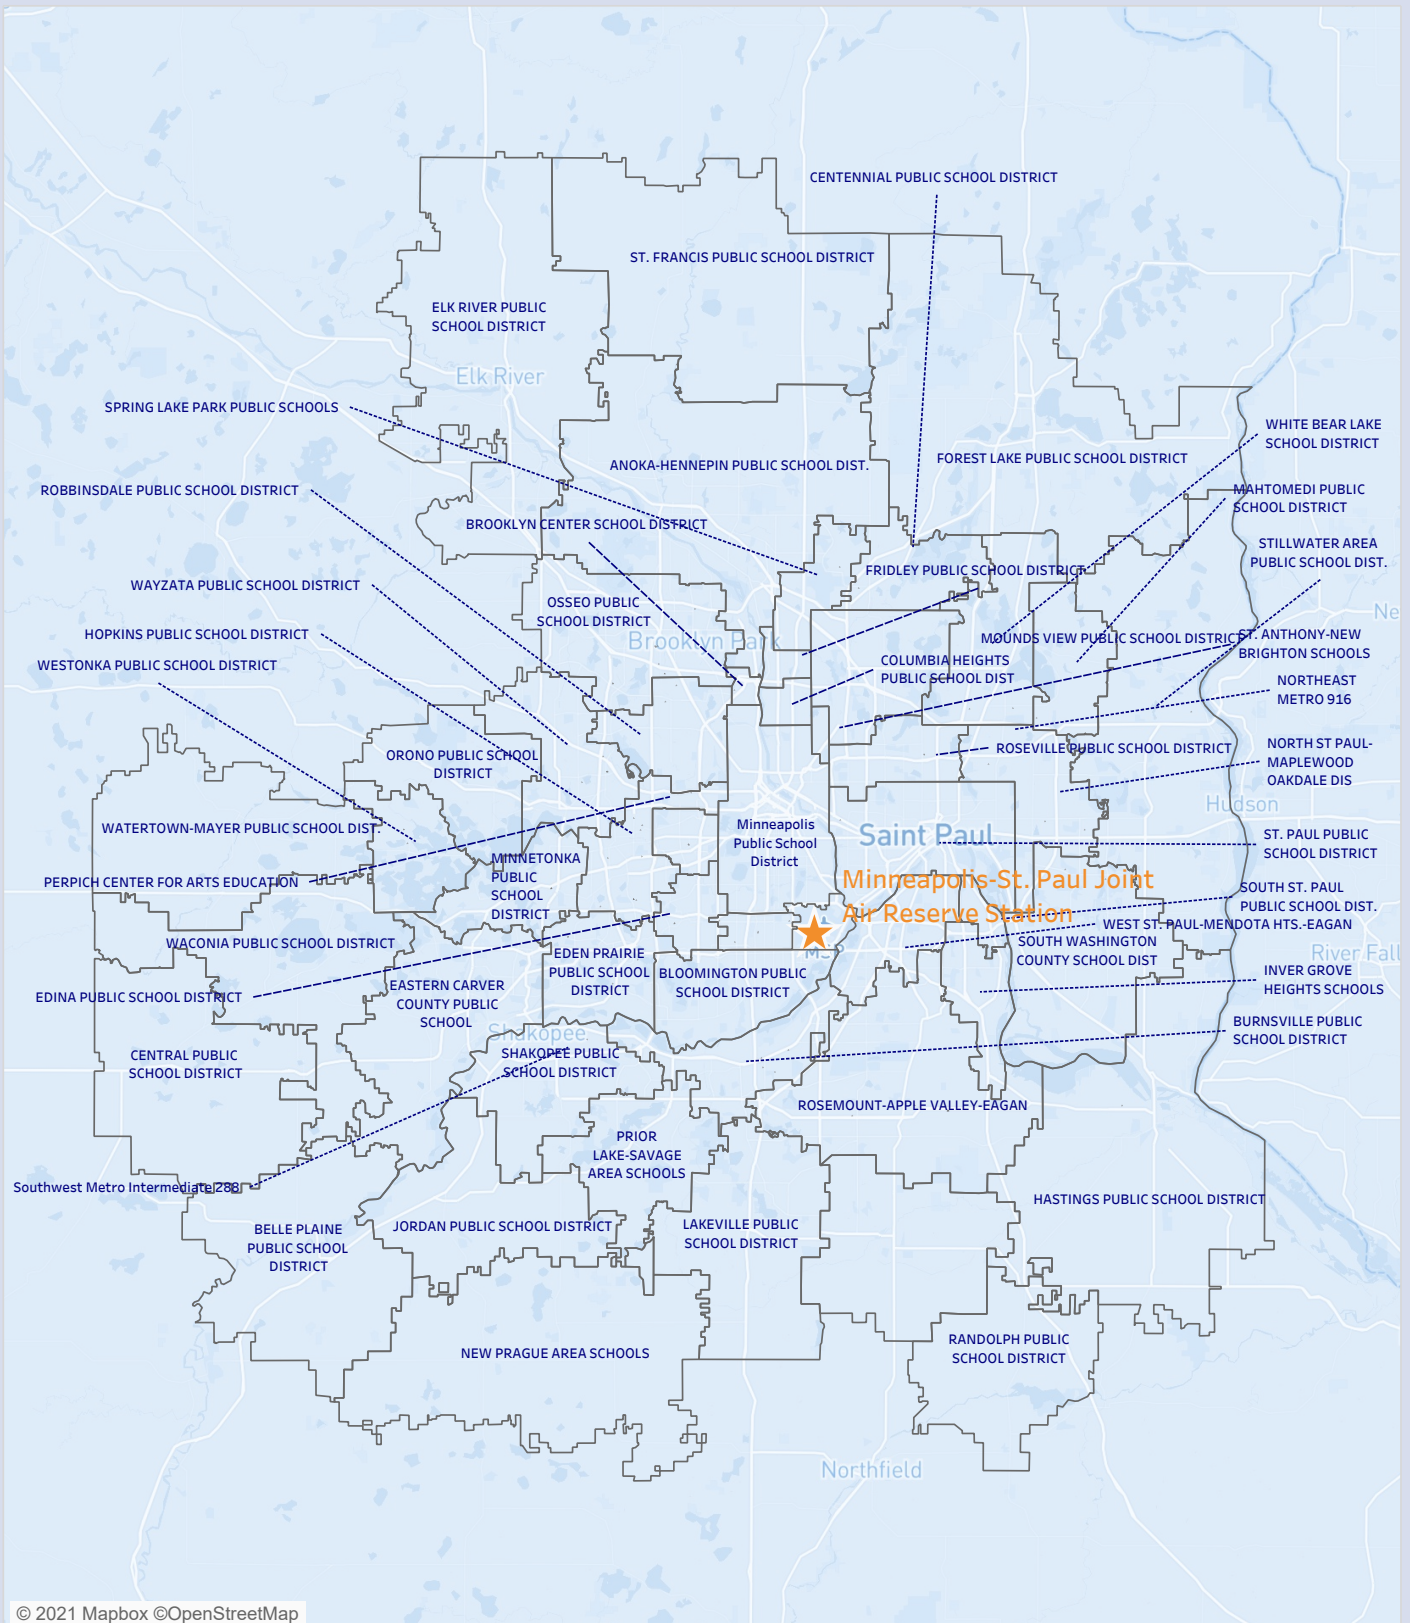 CENTENNIAL PUBLIC SCHOOL DISTRICT
ST. FRANCIS PUBLIC SCHOOL DISTRICT
ELK RIVER PUBLIC
SCHOOL DISTRICT
Elk River
SPRING LAKE PARK PUBLIC SCHOOLS
WHITE BEAR LAKE
SCHOOL DISTRICT
ANOKA-HENNEPIN PUBLIC SCHOOL DIST.
FOREST LAKE PUBLIC SCHOOL DISTRICT
ROBBINSDALE PUBLIC SCHOOL DISTRICT
MAHTOMEDI PUBLIC
SCHOOL DISTRICT
BROOKLYN CENTER SCHOOL DISTRICT
STILLWATER AREA
PUBLIC SCHOOL DIST.
FRIDLEY PUBLIC SCHOOL DISTRICT
WAYZATA PUBLIC SCHOOL DISTRICT
OSSEO PUBLIC
SCHOOL DISTRICT
Ne
Brooklyn Park
HOPKINS PUBLIC SCHOOL DISTRICT
MOUNDS VIEW PUBLIC SCHOOL DISTRICT
ST. ANTHONY-NEW
BRIGHTON SCHOOLS
WESTONKA PUBLIC SCHOOL DISTRICT
COLUMBIA HEIGHTS
PUBLIC SCHOOL DIST
NORTHEAST
METRO 916
ORONO PUBLIC SCHOOL
DISTRICT
ROSEVILLE PUBLIC SCHOOL DISTRICT
NORTH ST PAUL-
MAPLEWOOD
OAKDALE DIS
Hudson
WATERTOWN-MAYER PUBLIC SCHOOL DIST.
Minneapolis
Public School
District
Saint Paul
ST. PAUL PUBLIC
SCHOOL DISTRICT
MINNETONKA
PUBLIC
SCHOOL
DISTRICT
PERPICH CENTER FOR ARTS EDUCATION
Minneapolis-St. Paul Joint
Air Reserve Station
SOUTH ST. PAUL
PUBLIC SCHOOL DIST.
WEST ST. PAUL-MENDOTA HTS.-EAGAN
WACONIA PUBLIC SCHOOL DISTRICT
SOUTH WASHINGTON
COUNTY SCHOOL DIST
River Fall
EDEN PRAIRIE
PUBLIC SCHOOL
DISTRICT
BLOOMINGTON PUBLIC
SCHOOL DISTRICT
INVER GROVE
HEIGHTS SCHOOLS
EDINA PUBLIC SCHOOL DISTRICT
EASTERN CARVER
COUNTY PUBLIC
SCHOOL
BURNSVILLE PUBLIC
SCHOOL DISTRICT
Shakopee
CENTRAL PUBLIC
SCHOOL DISTRICT
SHAKOPEE PUBLIC
SCHOOL DISTRICT
ROSEMOUNT-APPLE VALLEY-EAGAN
PRIOR
LAKE-SAVAGE
AREA SCHOOLS
Southwest Metro Intermediate 288
HASTINGS PUBLIC SCHOOL DISTRICT
BELLE PLAINE
PUBLIC SCHOOL
DISTRICT
JORDAN PUBLIC SCHOOL DISTRICT
LAKEVILLE PUBLIC
SCHOOL DISTRICT
NEW PRAGUE AREA SCHOOLS
RANDOLPH PUBLIC
SCHOOL DISTRICT
Northfield
© 2021 Mapbox ©OpenStreetMap